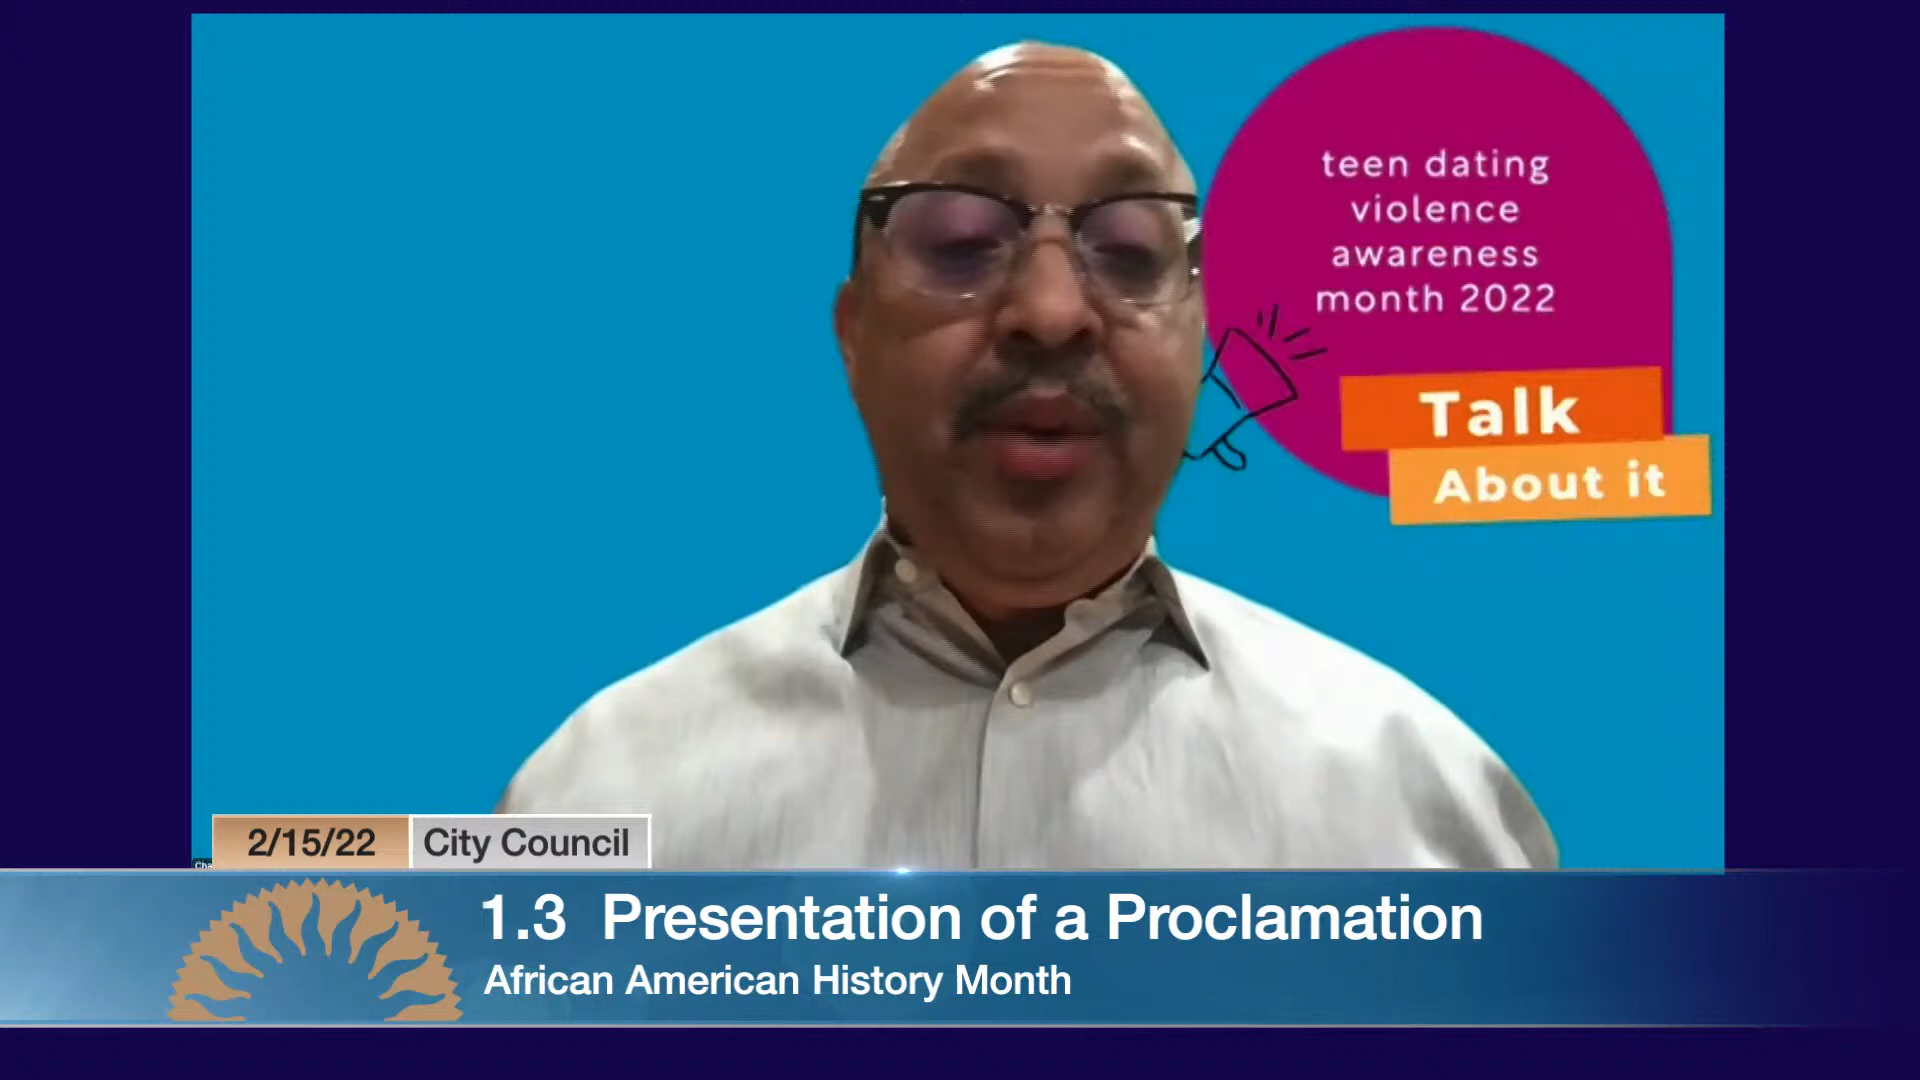 teen dating
violence
awareness
month 2022
Talk
About it
2/15/22 City Council
1.3 Presentation of a Proclamation
African American History Month